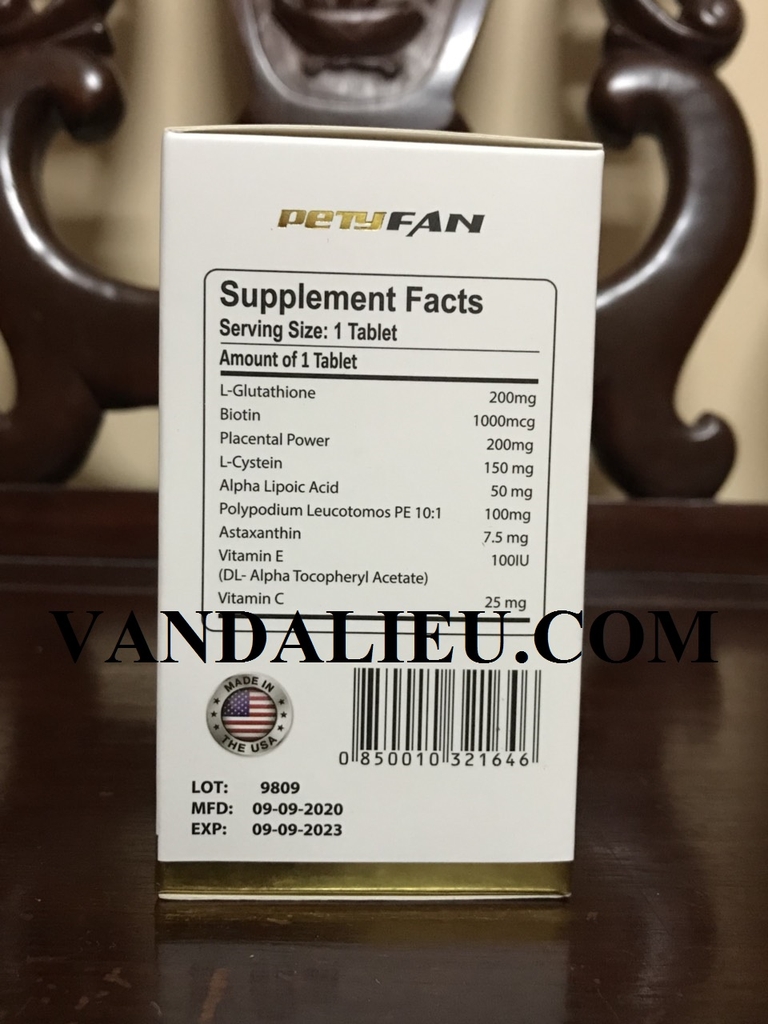 PETYFAN
Supplement Facts
Serving Size: 1 Tablet
Amount of 1 Tablet
L-Glutathione 200mg
Biotin 1000mcg
Placental Power 200mg
L-Cystein 150 mg
Alpha Lipoic Acid 50 mg
Polypodium Leucotomos PE 10:1 100mg
Astaxanthin 7.5 mg
Vitamin E 100IU
(DL- Alpha Tocopheryl Acetate)
Vitamin C 25 mg
VANDALIEU.COM
MADE IN
THE USA
0 850010 321646
LOT: 9809
MFD: 09-09-2020
EXP: 09-09-2023